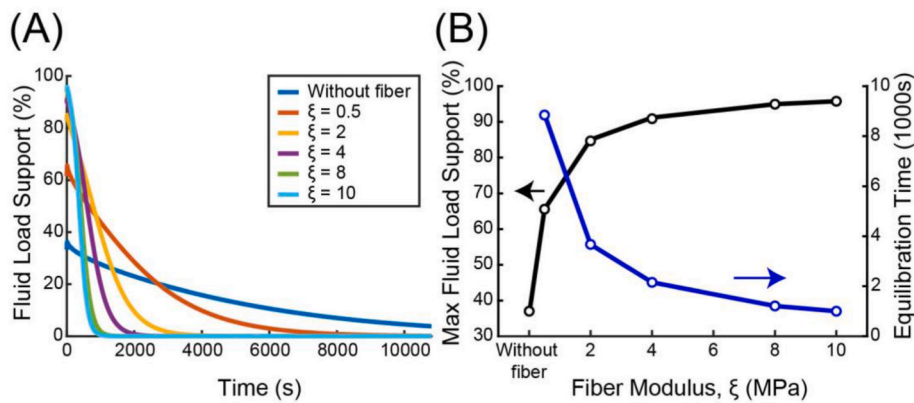 (A)
Fluid Load Support (%)
100
80
60
40
20
0
0 2000 4000 6000 8000 10000
Time (s)
Without fiber
ξ = 0.5
ξ = 2
ξ = 4
ξ = 8
ξ = 10
(B)
Max Fluid Load Support (%)
100
90
80
70
60
50
40
30
Without
fiber
2 4 6 8 10
Fiber Modulus, ξ (MPa)
10
8
6
4
2
0
Equilibration Time (1000s)